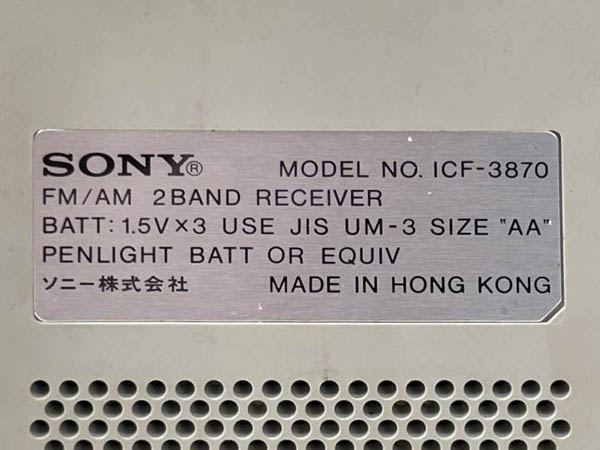 SONY® MODEL NO. ICF-3870
FM/AM 2BAND RECEIVER
BATT: 1.5V×3 USE JIS UM-3 SIZE "AA"
PENLIGHT BATT OR EQUIV
ソニー株式会社 MADE IN HONG KONG